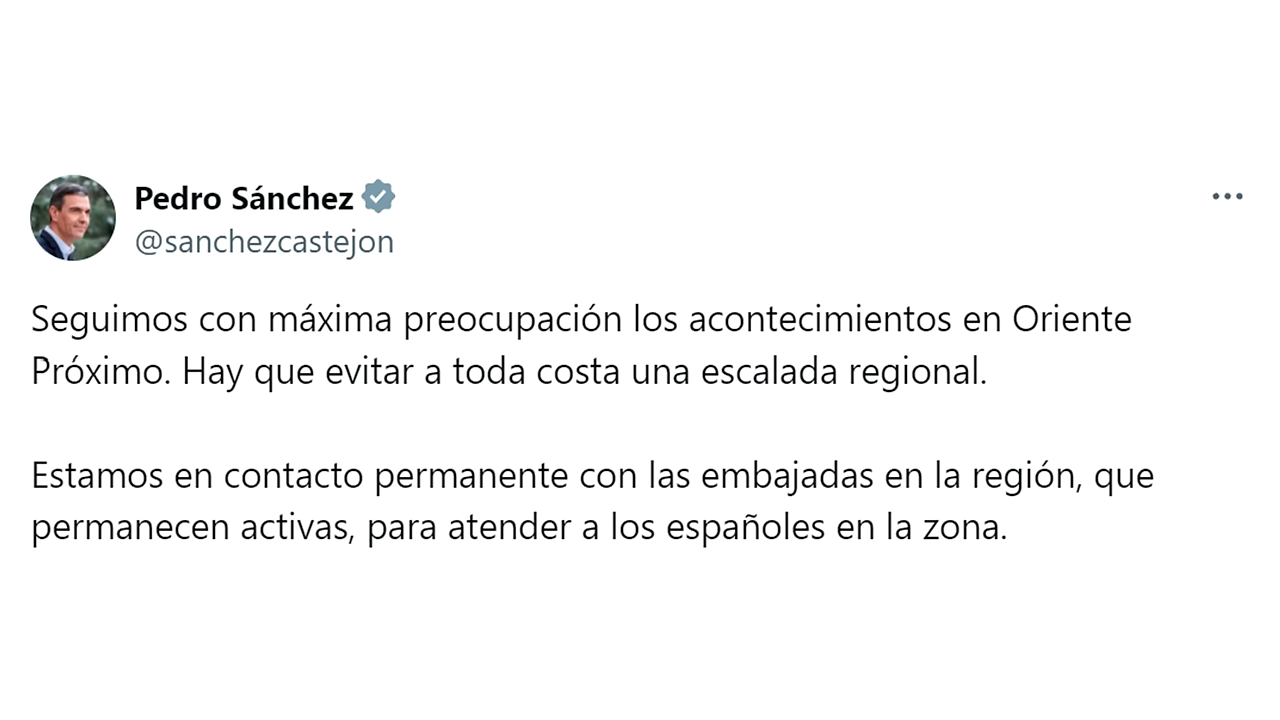 Pedro Sánchez
@sanchezcastejon
Seguimos con máxima preocupación los acontecimientos en Oriente
Próximo. Hay que evitar a toda costa una escalada regional.
Estamos en contacto permanente con las embajadas en la región, que
permanecen activas, para atender a los españoles en la zona.